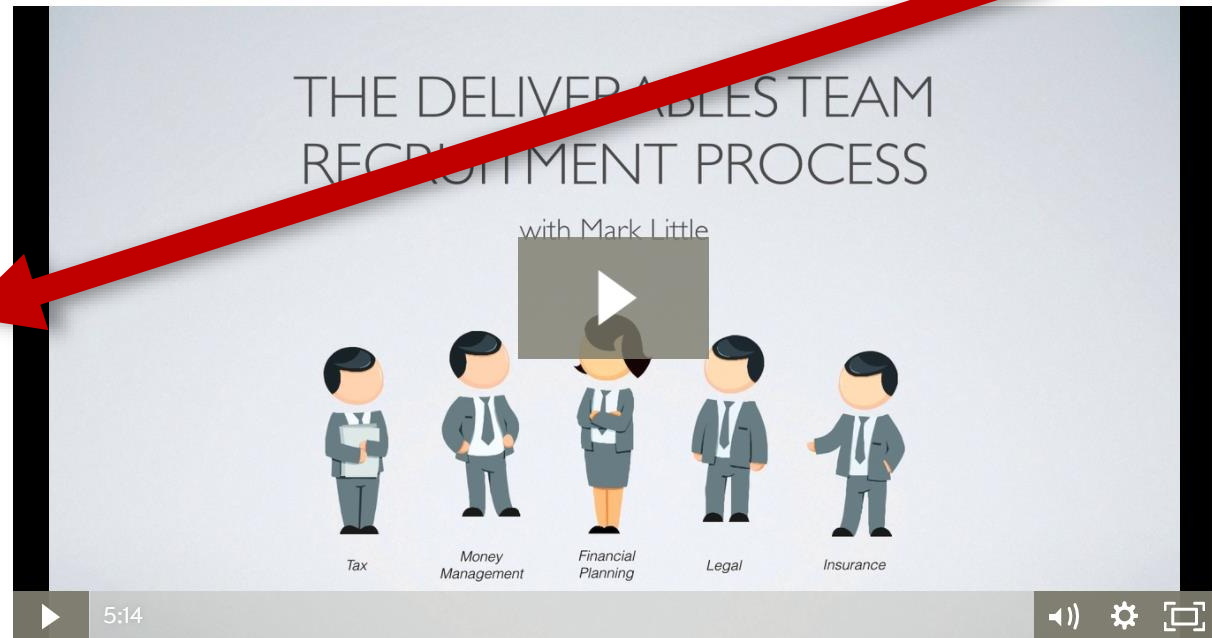 THE DELIVERABLES TEAM
RECRUITMENT PROCESS
with Mark Little
Tax
Money
Management
Financial
Planning
Legal
Insurance
5:14